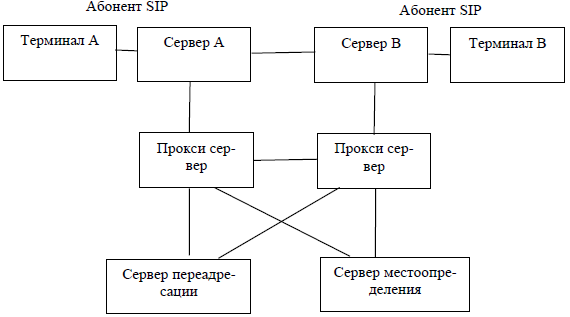 Абонент SIP
Абонент SIP
Терминал А
Сервер А
Сервер В
Терминал В
Прокси сер-
вер
Прокси сер-
вер
Сервер переадре-
сации
Сервер местоопре-
деления